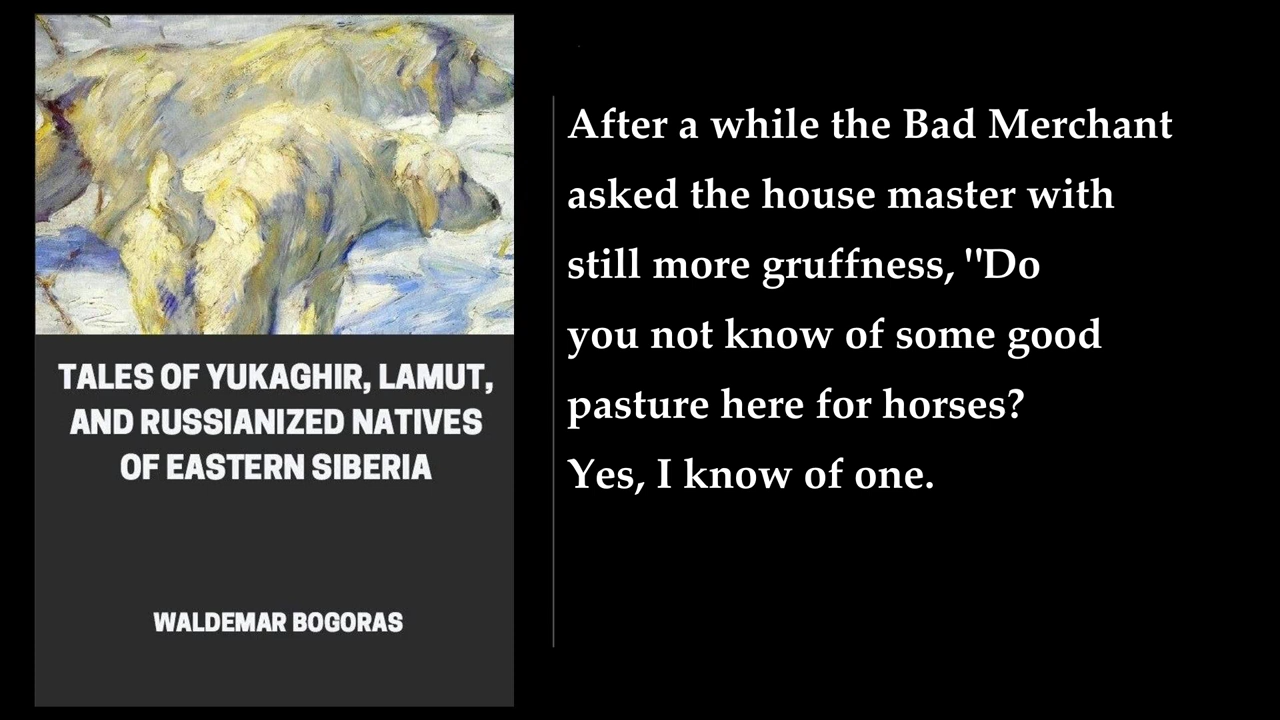 TALES OF YUKAGHIR, LAMUT,
AND RUSSIANIZED NATIVES
OF EASTERN SIBERIA
WALDEMAR BOGORAS
After a while the Bad Merchant
asked the house master with
still more gruffness, "Do
you not know of some good
pasture here for horses?
Yes, I know of one.